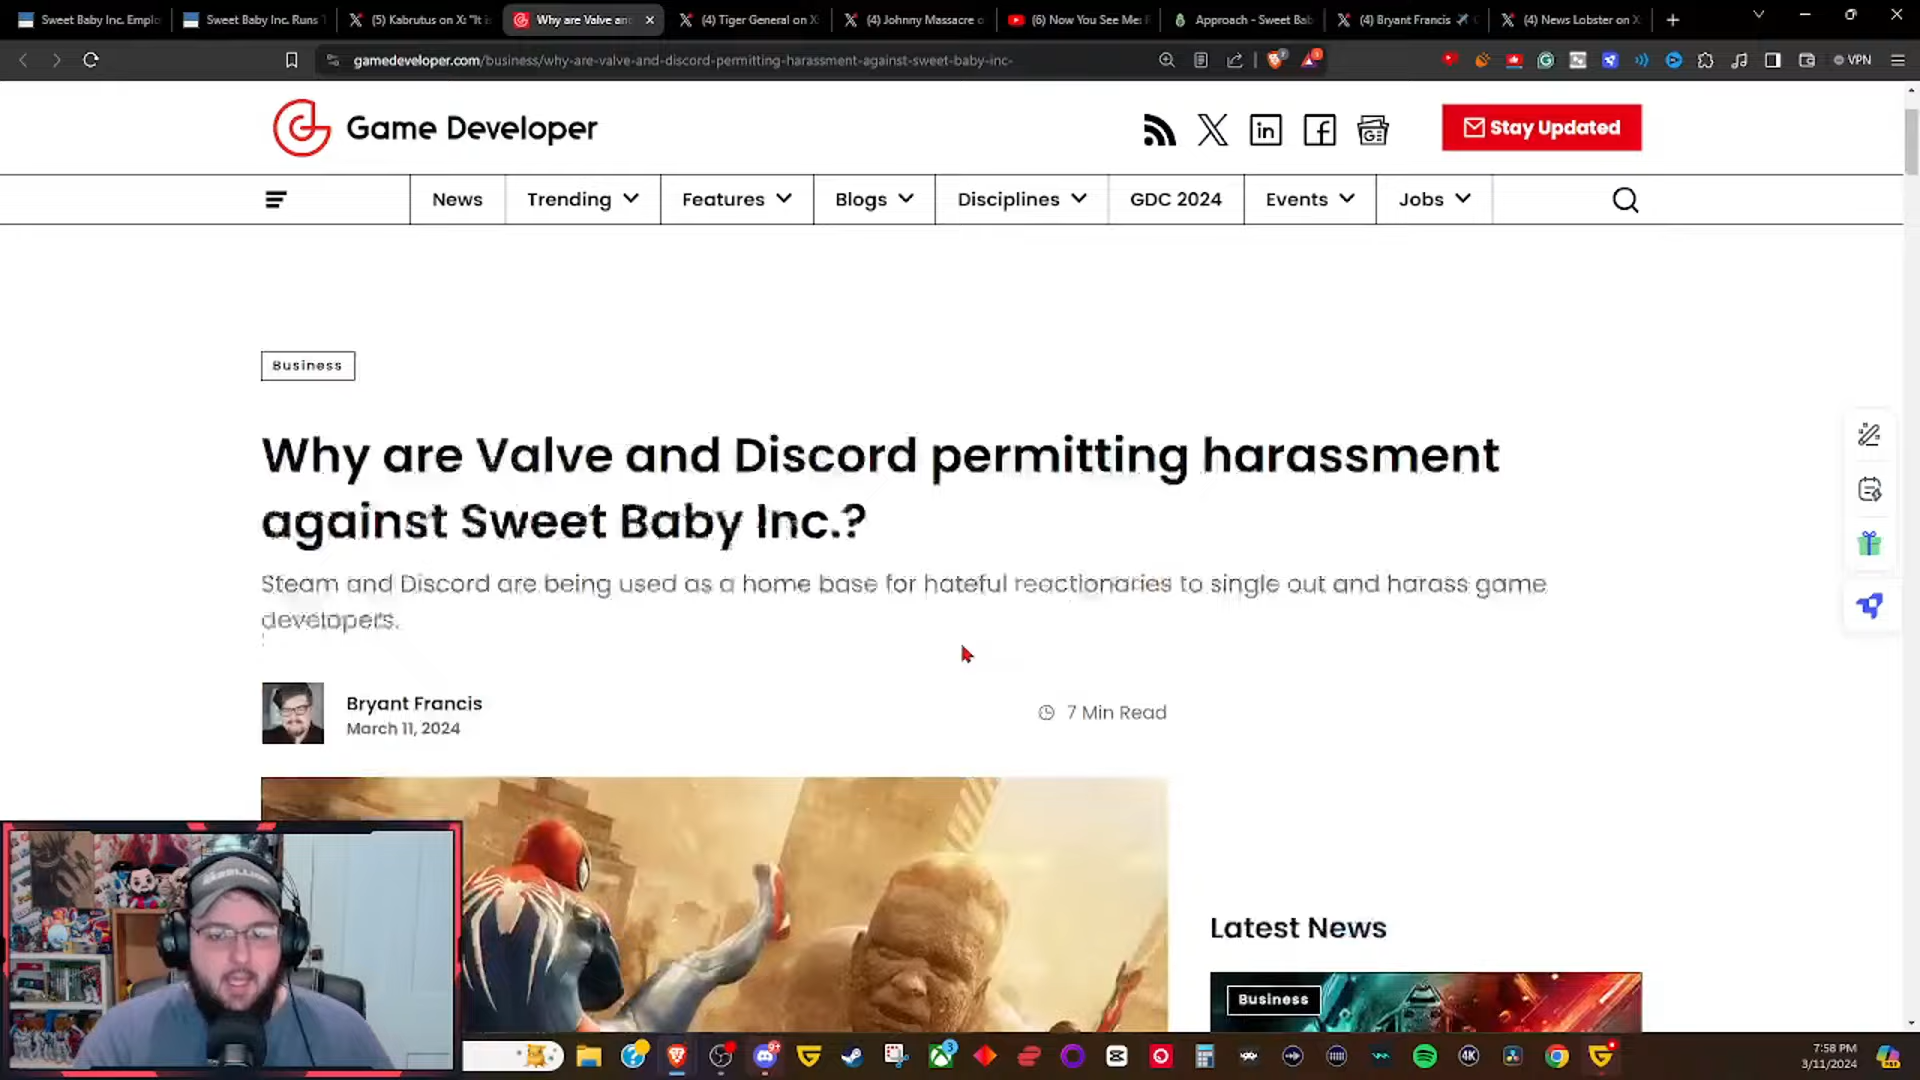 Sweet Baby Inc. Emplo
Sweet Baby Inc. Runs
(5) Kabrutus on X: "It is
Why are Valve and
(4) Tiger General on X
(4) Johnny Massacre o
(6) Now You See Me: F
Approach - Sweet Bab
(4) Bryant Francis
(4) News Lobster on X
gamedeveloper.com/business/why-are-valve-and-discord-permitting-harassment-against-sweet-baby-inc-
VPN
Game Developer
GE
Stay Updated
News
Trending
Features
Blogs
Disciplines
GDC 2024
Events
Jobs
Business
Why are Valve and Discord permitting harassment
against Sweet Baby Inc.?
Steam and Discord are being used as a home base for hateful reactionaries to single out and harass game
developers.
Bryant Francis
March 11, 2024
7 Min Read
Latest News
Business
REBELLION
4K
7:58 PM
3/11/2024